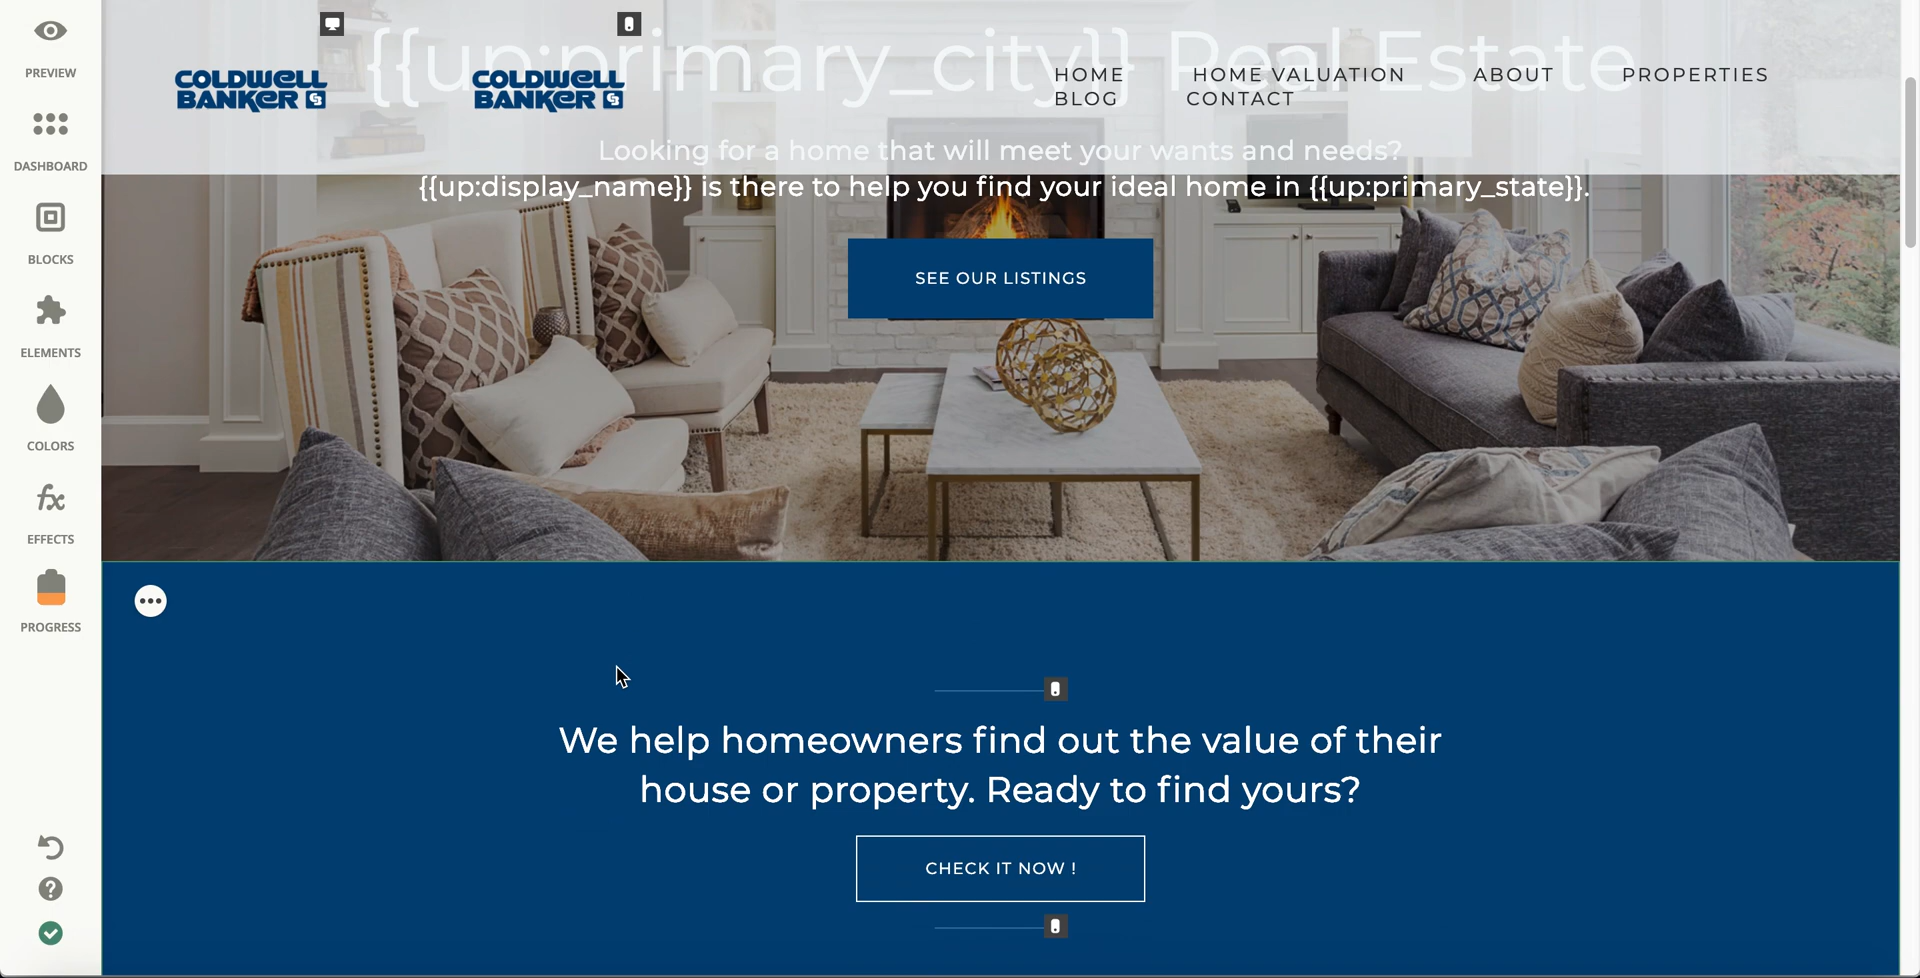 PREVIEW
DASHBOARD
BLOCKS
ELEMENTS
COLORS
EFFECTS
PROGRESS
{{up:primary_city}} Real Estate
COLDWELL
BANKER
COLDWELL
BANKER
HOME HOME VALUATION ABOUT PROPERTIES
BLOG CONTACT
Looking for a home that will meet your wants and needs?
{{up:display_name}} is there to help you find your ideal home in {{up:primary_state}}.
SEE OUR LISTINGS
We help homeowners find out the value of their
house or property. Ready to find yours?
CHECK IT NOW !